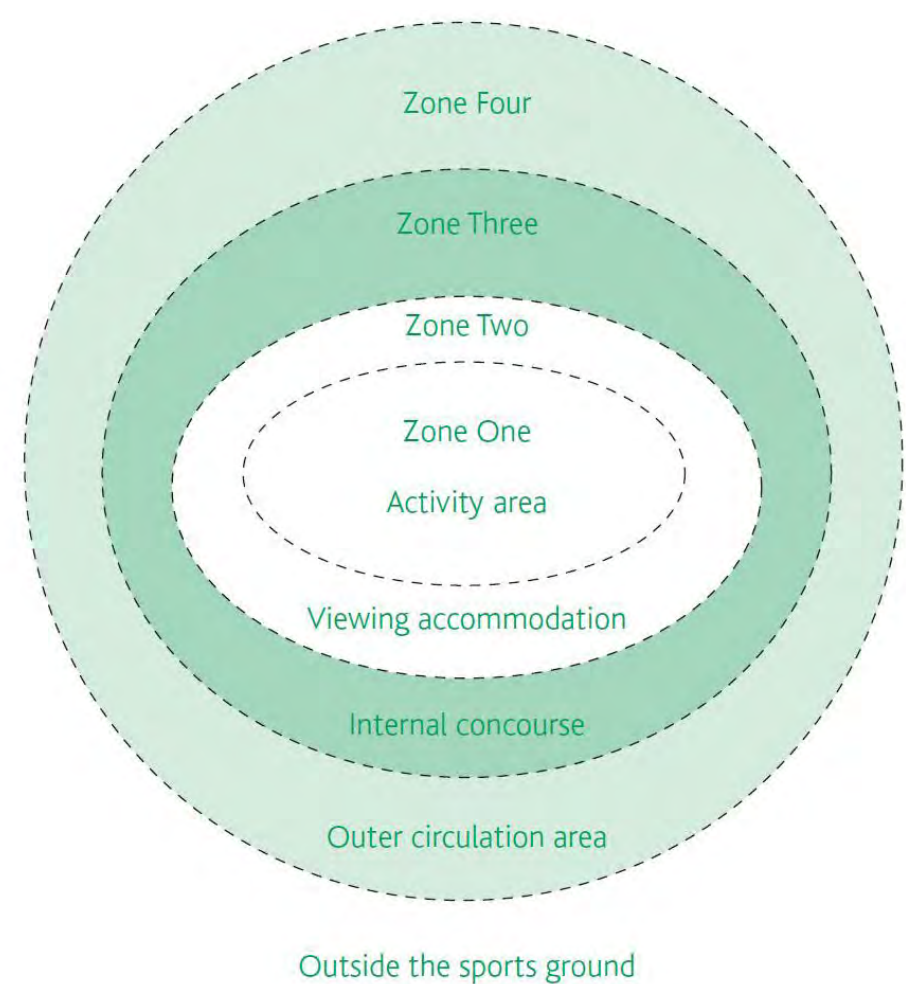 Zone Four
Zone Three
Zone Two
Zone One
Activity area
Viewing accommodation
Internal concourse
Outer circulation area
Outside the sports ground